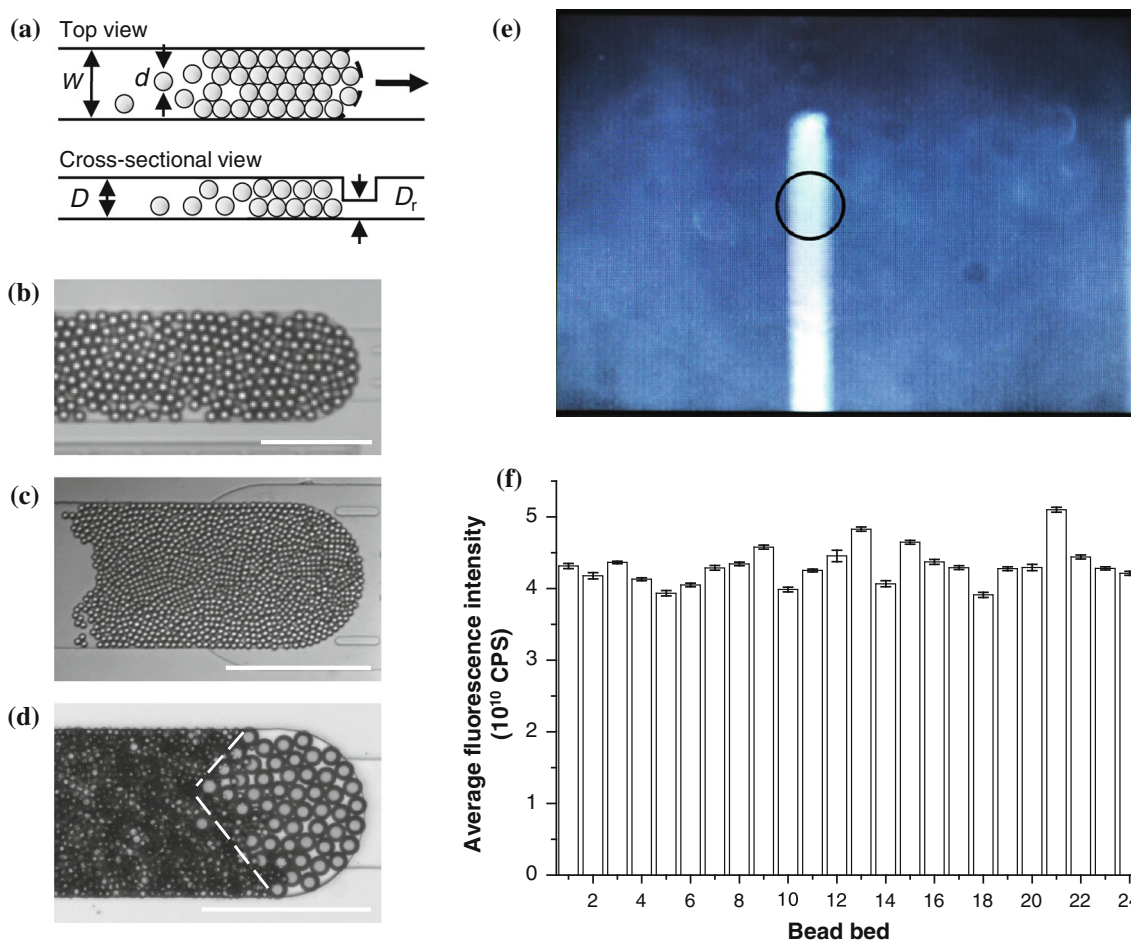 (a)
Top view
W
d
Cross-sectional view
D
Dr
(b)
(c)
(d)
(e)
(f)
Average fluorescence intensity
(10¹⁰ CPS)
5
4
3
2
1
0
2 4 6 8 10 12 14 16 18 20 22 24
Bead bed